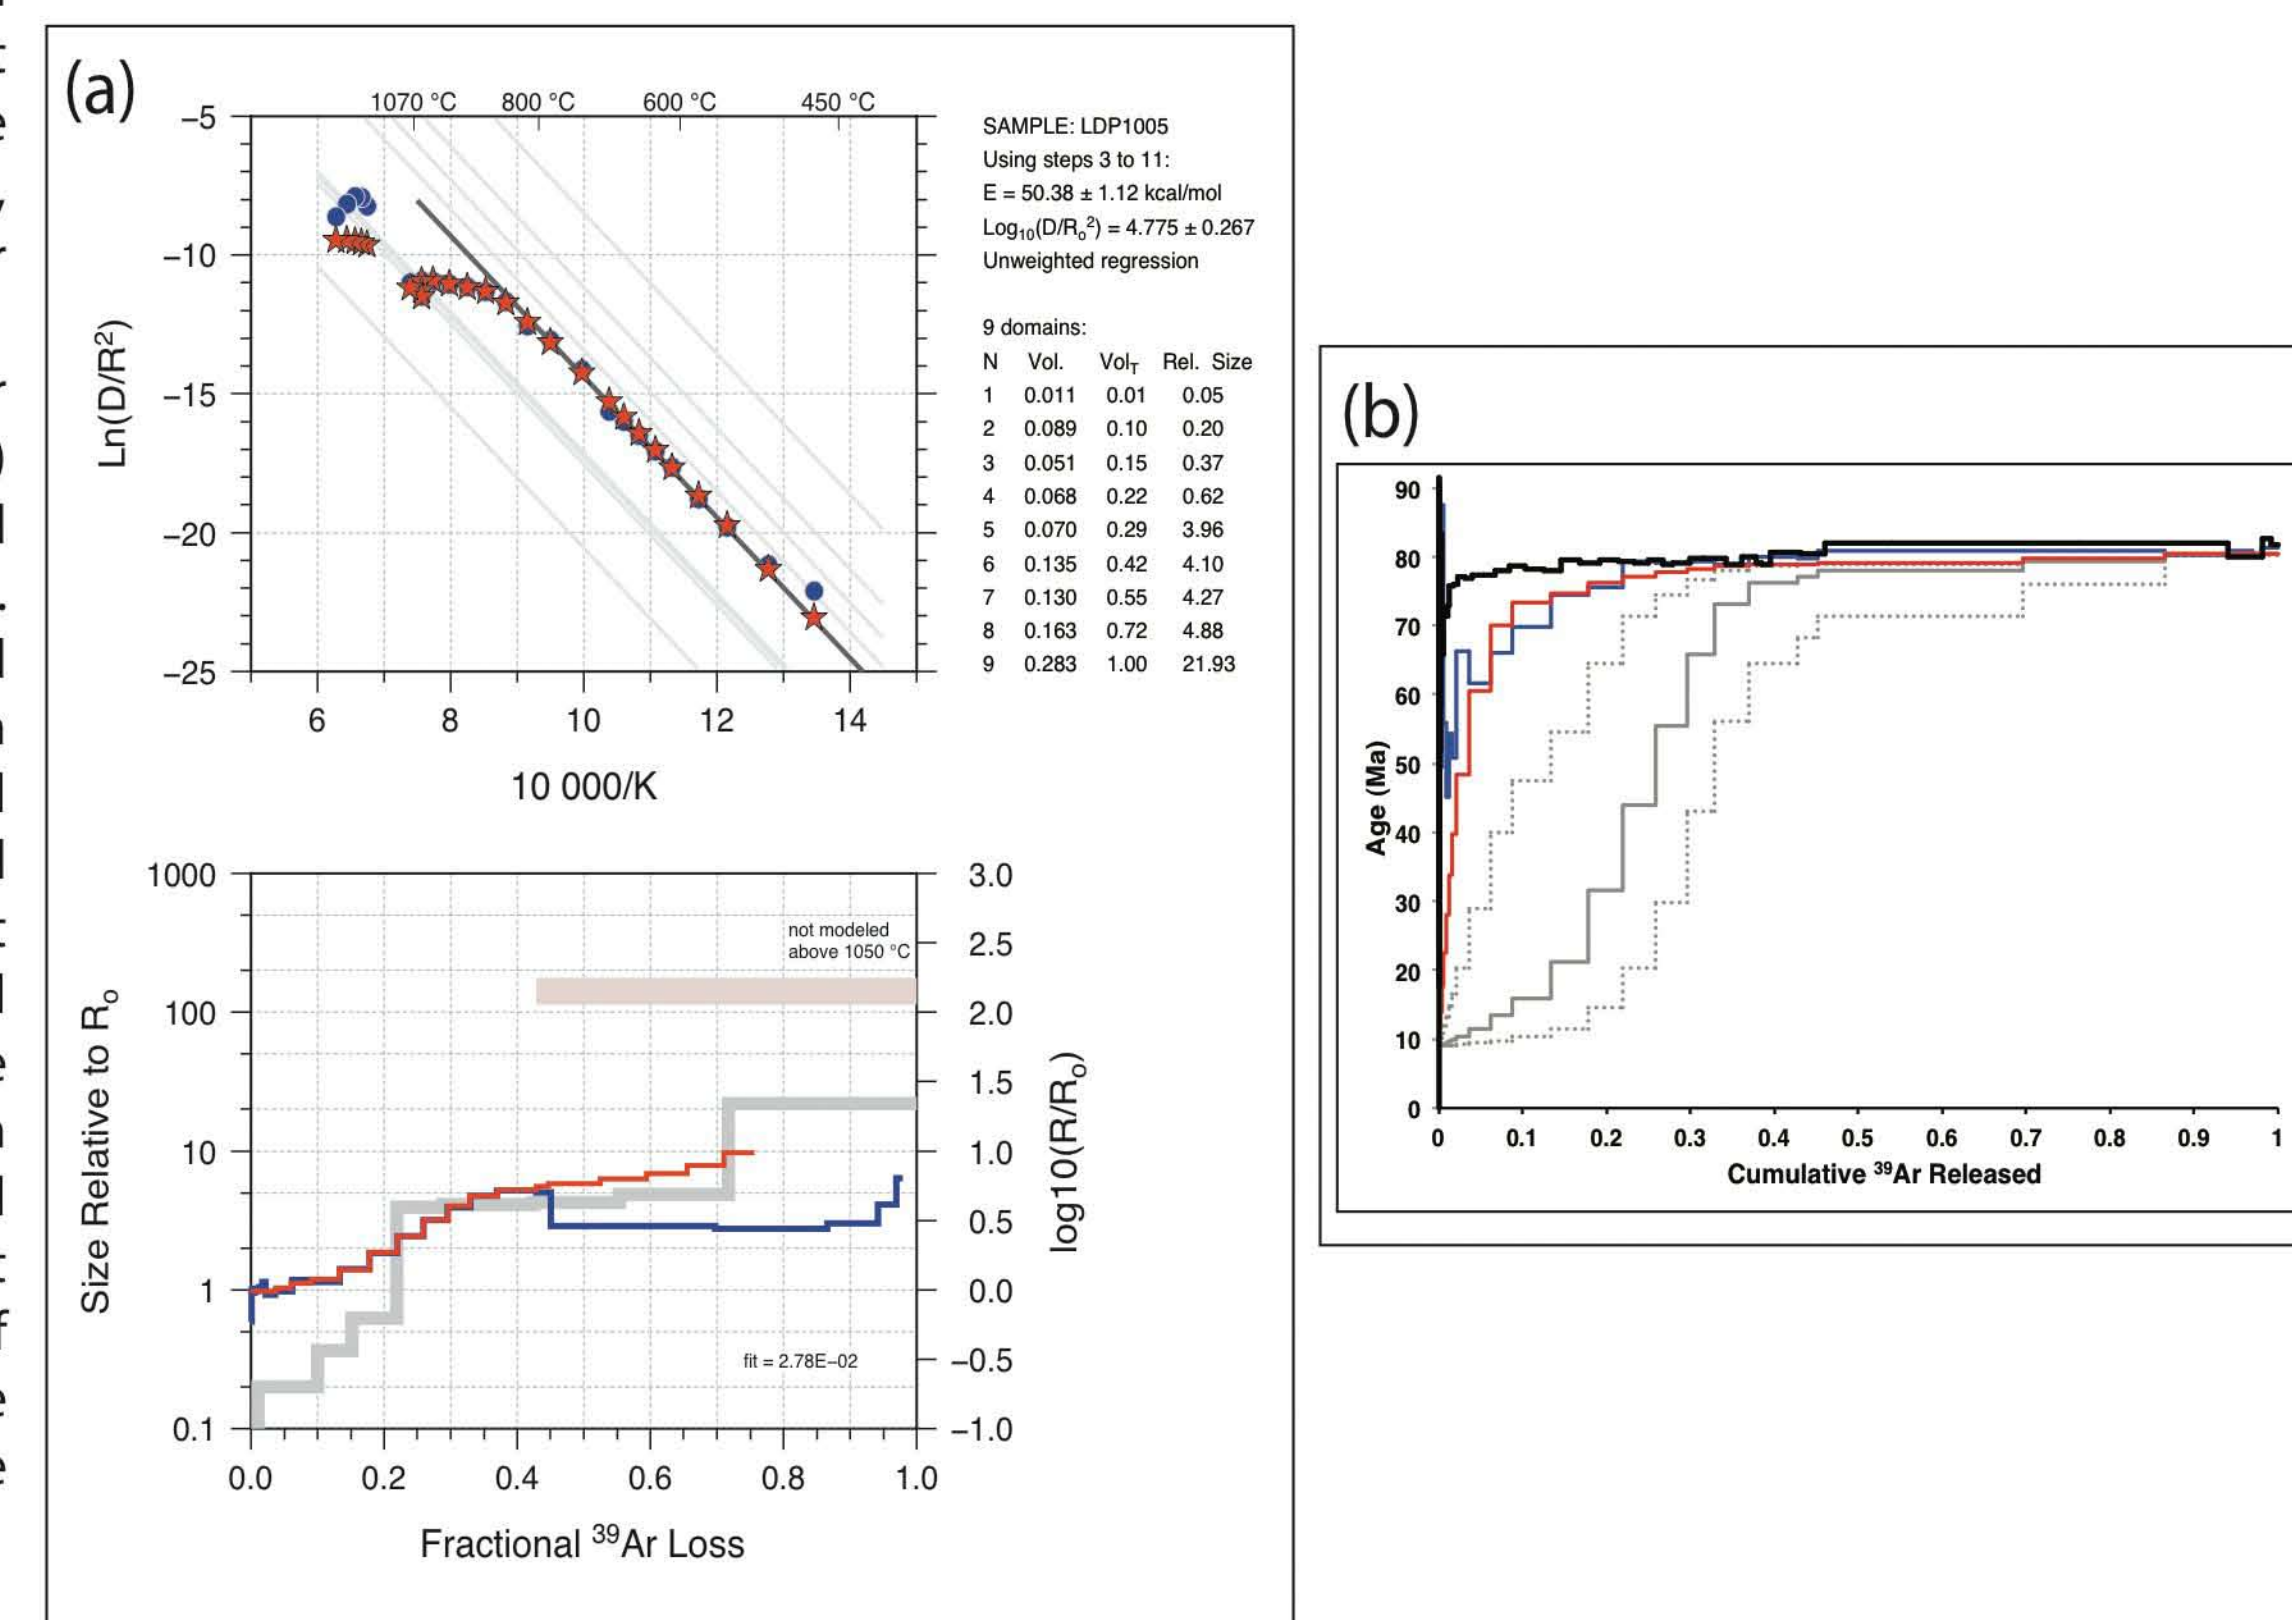 (a)
1070 °C 800 °C 600 °C 450 °C
−5
−10
−15
−20
−25
Ln(D/R²)
6 8 10 12 14
10 000/K
SAMPLE: LDP1005
Using steps 3 to 11:
E = 50.38 ± 1.12 kcal/mol
Log₁₀(D/Rₒ²) = 4.775 ± 0.267
Unweighted regression
9 domains:
N Vol. Vol_T Rel. Size
1 0.011 0.01 0.05
2 0.089 0.10 0.20
3 0.051 0.15 0.37
4 0.068 0.22 0.62
5 0.070 0.29 3.96
6 0.135 0.42 4.10
7 0.130 0.55 4.27
8 0.163 0.72 4.88
9 0.283 1.00 21.93
1000
100
10
1
0.1
Size Relative to Rₒ
not modeled
above 1050 °C
fit = 2.78E−02
3.0
2.5
2.0
1.5
1.0
0.5
0.0
−0.5
−1.0
log10(R/Rₒ)
0.0 0.2 0.4 0.6 0.8 1.0
Fractional ³⁹Ar Loss
(b)
90
80
70
60
50
40
30
20
10
0
Age (Ma)
0 0.1 0.2 0.3 0.4 0.5 0.6 0.7 0.8 0.9 1
Cumulative ³⁹Ar Released